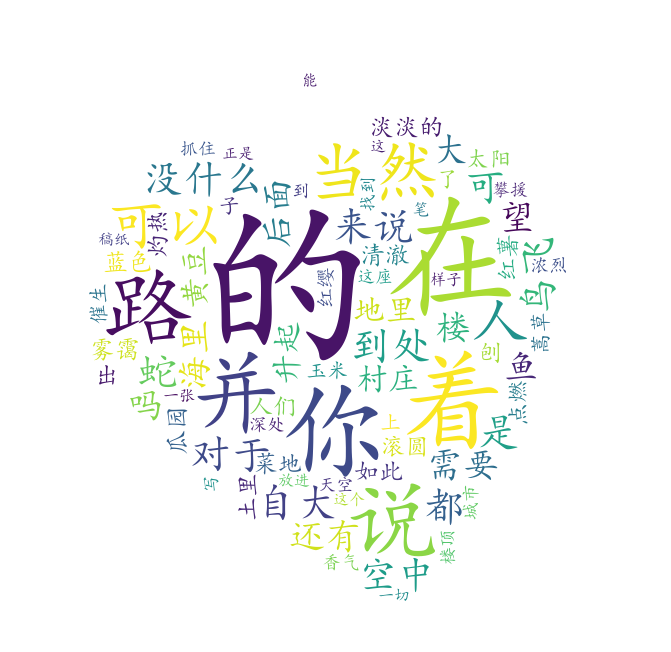 能
淡淡的
抓住
正是
这
没什么
当然
大
太阳
子
到
找到
了
可
攀援
后面
来说
笔
望
可以
灼热
的
在
稿纸
蓝色
黄豆
清澈
红缨
这座
样子
红薯
飞
浓烈
催生
路
海里
地里
人
鸟
蒿草
雾霭
升起
到处
楼
刨
出
蛇
并
玉米
村庄
鱼
点燃
吗
一张
人们
你
着
瓜园
深处
上
是
对于
菜地
滚圆
如此
需要
写
土里
放进
天空
自大
这个
说
都
城市
还有
楼顶
香气
空中
一切